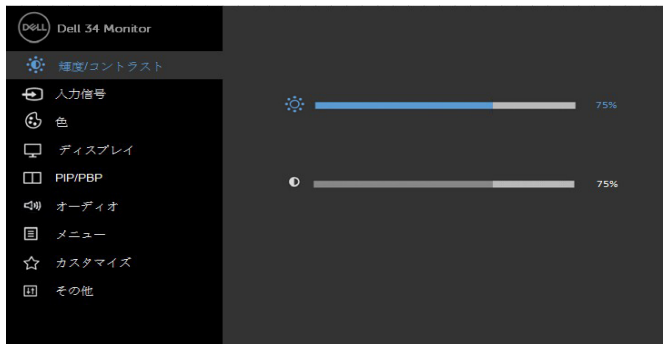 DELL Dell 34 Monitor
輝度/コントラスト
入力信号
75%
色
ディスプレイ
PIP/PBP
75%
オーディオ
メニュー
カスタマイズ
その他